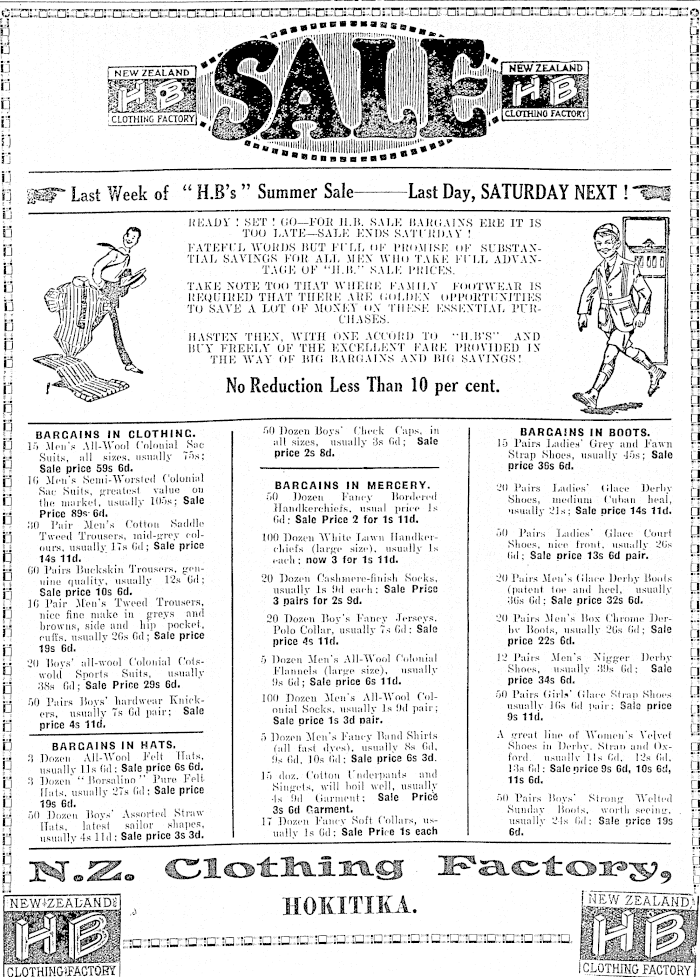 NEW ZEALAND
HB
CLOTHING FACTORY
SALE
NEW ZEALAND
HB
CLOTHING FACTORY
Last Week of "H.B's" Summer Sale——Last Day, SATURDAY NEXT !
READY ! SET ! GO—FOR H.B. SALE BARGAINS ERE IT IS
TOO LATE—SALE ENDS SATURDAY !
FATEFUL WORDS BUT FULL OF PROMISE OF SUBSTAN-
TIAL SAVINGS FOR ALL MEN WHO TAKE FULL ADVAN-
TAGE OF "H.B." SALE PRICES.
TAKE NOTE TOO THAT WHERE FAMILY FOOTWEAR IS
REQUIRED THAT THERE ARE GOLDEN OPPORTUNITIES
TO SAVE A LOT OF MONEY ON THESE ESSENTIAL PUR-
CHASES.
HASTEN THEN, WITH ONE ACCORD TO "H.B'S" AND
BUY FREELY OF THE EXCELLENT FARE PROVIDED IN
THE WAY OF BIG BARGAINS AND BIG SAVINGS!
No Reduction Less Than 10 per cent.
BARGAINS IN CLOTHING.
15 Men's All-Wool Colonial Sac
Suits, all sizes, usually 75s;
Sale price 59s 6d.
16 Men's Semi-Worsted Colonial
Sac Suits, greatest value on
the market, usually 105s; Sale
Price 89s 6d.
30 Pair Men's Cotton Saddle
Tweed Trousers, mid-grey col-
ours, usually 17s 6d; Sale price
14s 11d.
60 Pairs Buckskin Trousers, gen-
uine quality, usually 12s 6d;
Sale price 10s 6d.
16 Pair Men's Tweed Trousers,
nice fine make in greys and
browns, side and hip pocket,
cuffs, usually 26s 6d; Sale price
19s 6d.
20 Boys' all-wool Colonial Cots-
wold Sports Suits, usually
38s 6d; Sale Price 29s 6d.
50 Pairs Boys' hardwear Knick-
ers, usually 7s 6d pair; Sale
price 4s 11d.
BARGAINS IN HATS.
3 Dozen All-Wool Felt Hats,
usually 11s 6d; Sale price 6s 6d.
3 Dozen "Borsalino" Pure Felt
Hats, usually 27s 6d; Sale price
19s 6d.
50 Dozen Boys' Assorted Straw
Hats, latest sailor shapes,
usually 4s 11d; Sale price 3s 3d.
50 Dozen Boys' Check Caps, in
all sizes, usually 3s 6d; Sale
price 2s 8d.
BARGAINS IN MERCERY.
50 Dozen Fancy Bordered
Handkerchiefs, usual price 1s
6d; Sale Price 2 for 1s 11d.
100 Dozen White Lawn Handker-
chiefs (large size), usually 1s
each; now 3 for 1s 11d.
20 Dozen Cashmere-finish Socks,
usually 1s 9d each; Sale Price
3 pairs for 2s 9d.
20 Dozen Boy's Fancy Jerseys,
Polo Collar, usually 7s 6d; Sale
price 4s 11d.
5 Dozen Men's All-Wool Colonial
Flannels (large size), usually
9s 6d; Sale price 6s 11d.
100 Dozen Men's All-Wool Col-
onial Socks, usually 1s 9d pair;
Sale price 1s 3d pair.
5 Dozen Men's Fancy Band Shirts
(all fast dyes), usually 8s 6d,
9s 6d, 10s 6d; Sale price 6s 3d.
15 doz. Cotton Underpants and
Singets, will boil well, usually
4s 9d Garment; Sale Price
3s 6d Garment.
17 Dozen Fancy Soft Collars, us-
ually 1s 6d; Sale Price 1s each
BARGAINS IN BOOTS.
15 Pairs Ladies' Grey and Fawn
Strap Shoes, usually 45s; Sale
price 36s 6d.
20 Pairs Ladies' Glace Derby
Shoes, medium Cuban heel,
usually 21s; Sale price 14s 11d.
50 Pairs Ladies' Glace Court
Shoes, nice front, usually 26s
6d; Sale price 13s 6d pair.
20 Pairs Men's Glace Derby Boots
(patent toe and heel, usually
36s 6d; Sale price 32s 6d.
20 Pairs Men's Box Chrome Der-
by Boots, usually 26s 6d; Sale
price 22s 6d.
12 Pairs Men's Nigger Derby
Shoes, usually 39s 6d; Sale
price 34s 6d.
50 Pairs Girls' Glace Strap Shoes
usually 16s 6d pair; Sale price
9s 11d.
A great line of Women's Velvet
Shoes in Derby, Strap and Ox-
ford, usually 11s 6d, 12s 6d,
13s 6d; Sale price 9s 6d, 10s 6d,
11s 6d.
50 Pairs Boys' Strong Welted
Sunday Boots, worth seeing,
usually 24s 6d; Sale price 19s
6d.
N.Z. Clothing Factory,
HOKITIKA.
NEW ZEALAND
HB
CLOTHING FACTORY
NEW ZEALAND
HB
CLOTHING FACTORY